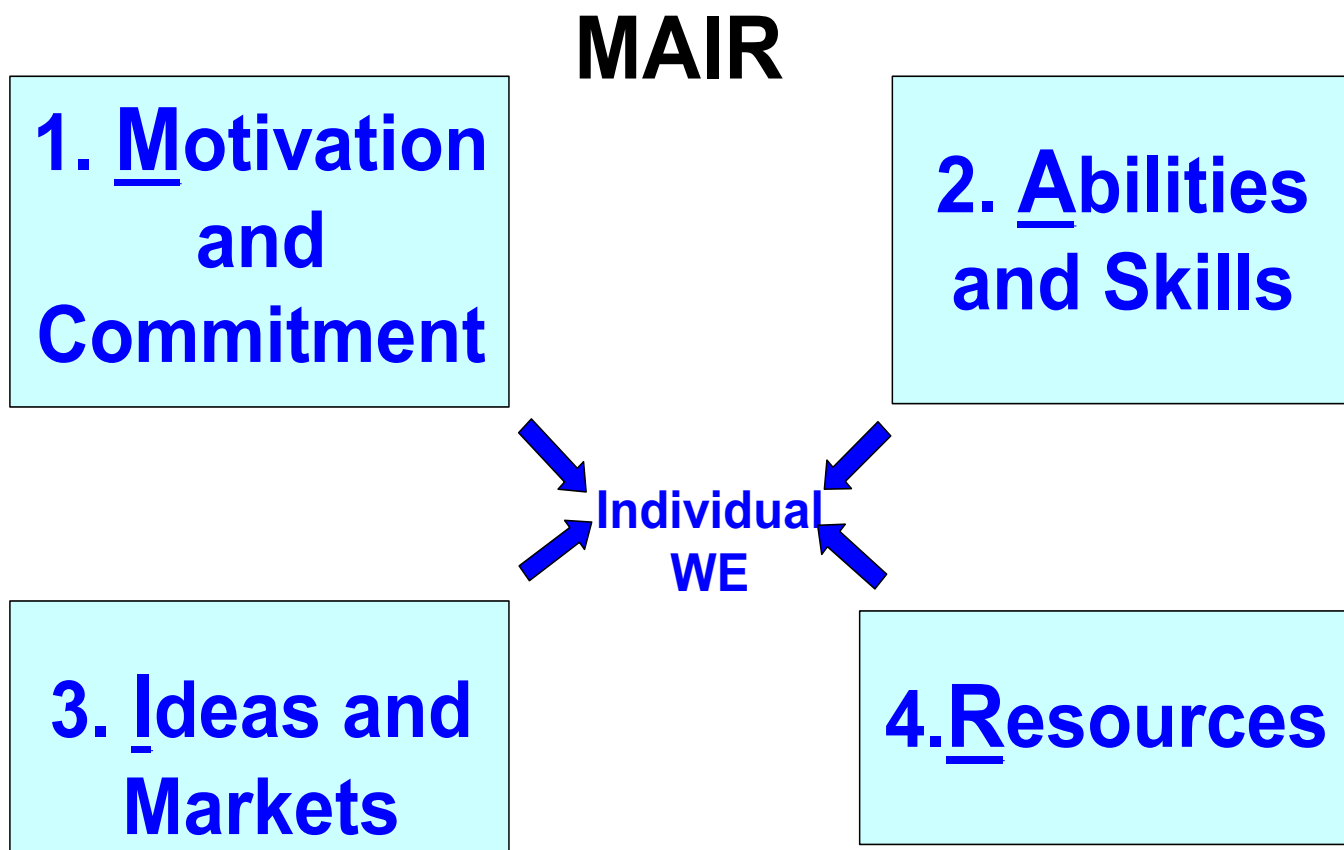 MAIR
1. Motivation
and
Commitment
2. Abilities
and Skills
Individual
WE
3. Ideas and
Markets
4.Resources